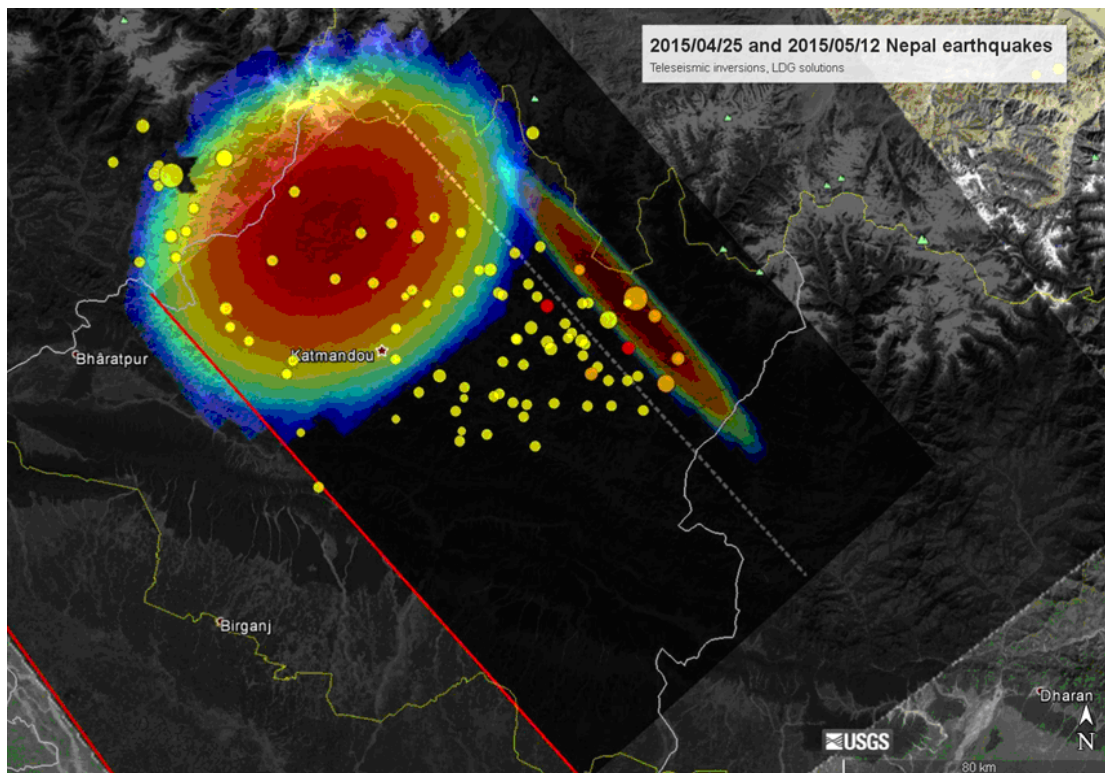 2015/04/25 and 2015/05/12 Nepal earthquakes
Teleseismic inversions, LDG solutions
Katmandou
Bhâratpur
Birganj
Dharan
N
USGS
80 km